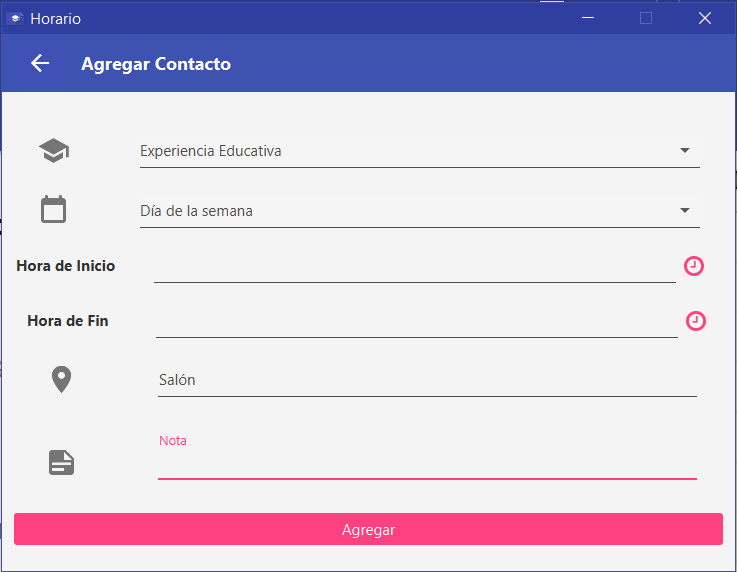 Horario
Agregar Contacto
Experiencia Educativa
Día de la semana
Hora de Inicio
Hora de Fin
Salón
Nota
Agregar